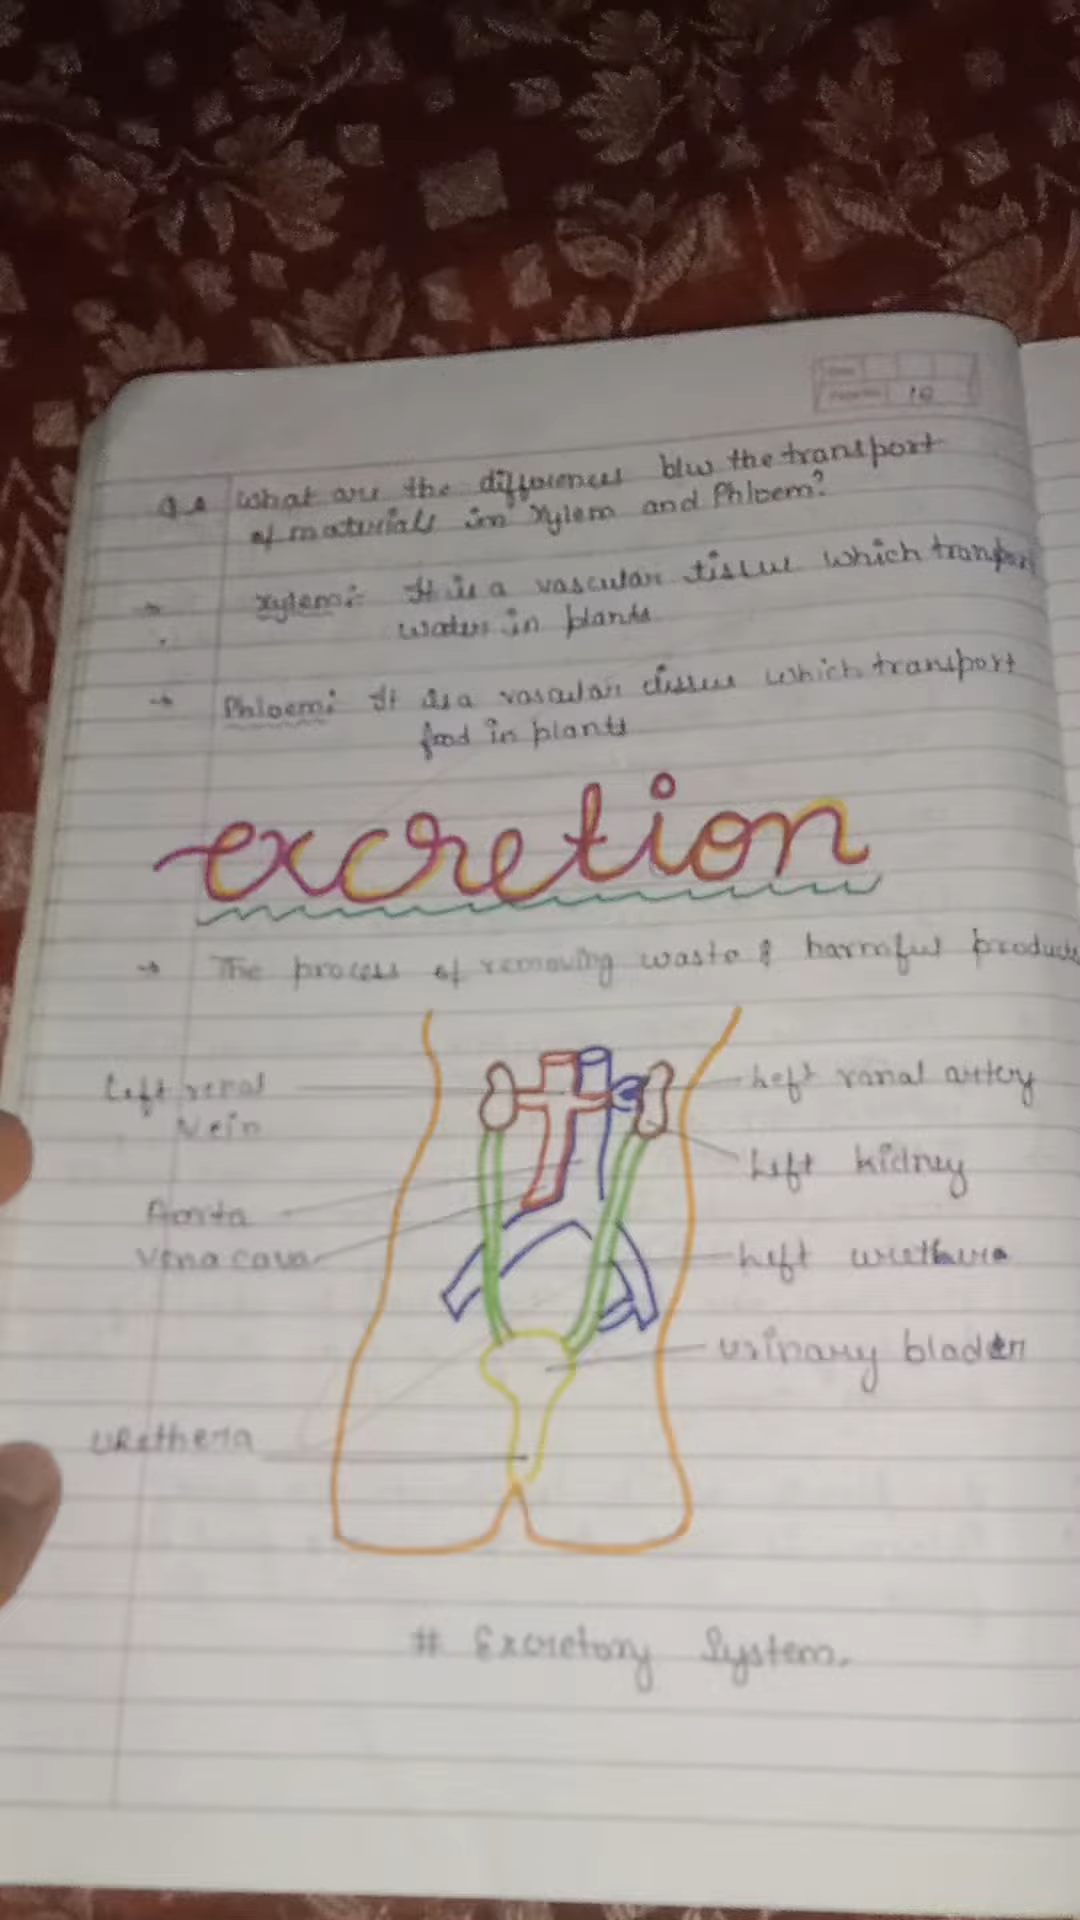 10
Q. What are the differences b/w the transport
of materials in Xylem and Phloem?
→ Xylem: It is a vascular tissue which transport
water in plants.
→ Phloem: It is a vascular tissue which transport
food in plants
excretion
→ The process of removing waste & harmful products
Left renal
Vein
Left ranal artery
Left kidney
Aorta
Vena cava
Left urethera
urinary bladder
Urethera
# Excretory System.